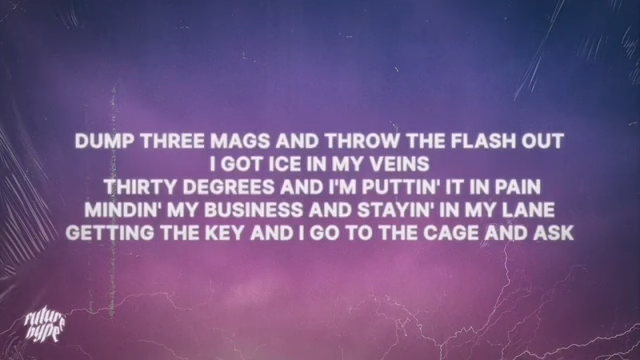 DUMP THREE MAGS AND THROW THE FLASH OUT
I GOT ICE IN MY VEINS
THIRTY DEGREES AND I'M PUTTIN' IT IN PAIN
MINDIN' MY BUSINESS AND STAYIN' IN MY LANE
GETTING THE KEY AND I GO TO THE CAGE AND ASK
future
hype